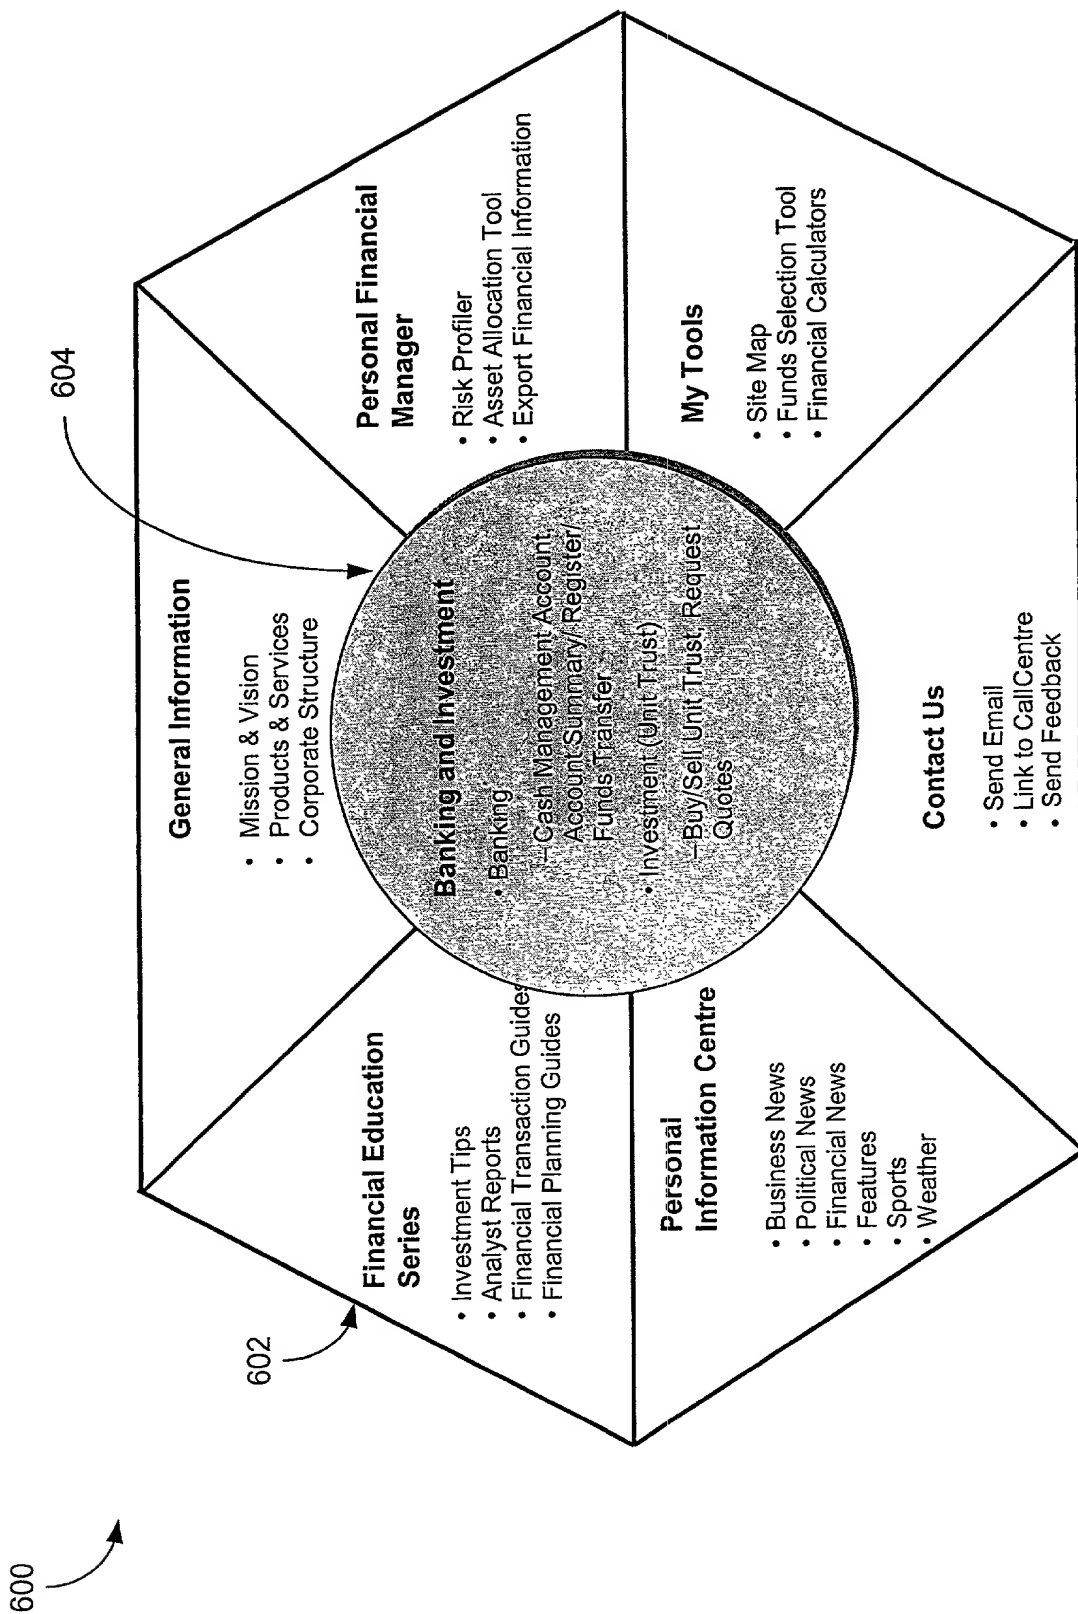 600
602
604
General Information
• Mission & Vision
• Products & Services
• Corporate Structure
Financial Education
Series
• Investment Tips
• Analyst Reports
• Financial Transaction Guides
• Financial Planning Guides
Personal Financial
Manager
• Risk Profiler
• Asset Allocation Tool
• Export Financial Information
Banking and Investment
• Banking
–Cash Management Account,
Account Summary/ Register/
Funds Transfer
• Investment (Unit Trust)
–Buy/Sell Unit Trust, Request
Quotes
Personal
Information Centre
• Business News
• Political News
• Financial News
• Features
• Sports
• Weather
My Tools
• Site Map
• Funds Selection Tool
• Financial Calculators
Contact Us
• Send Email
• Link to CallCentre
• Send Feedback